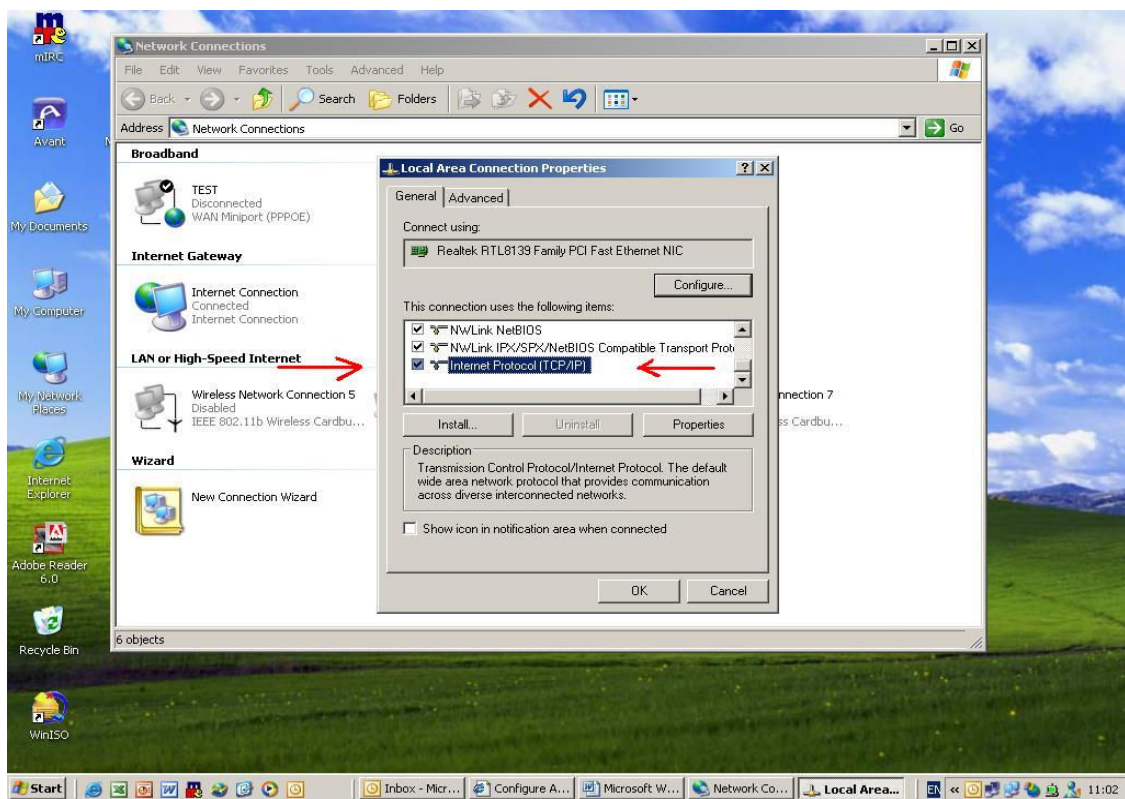 mIRC
Avant
N
My Documents
My Computer
My Network
Places
Internet
Explorer
Adobe Reader
6.0
Recycle Bin
WinISO
Network Connections
File Edit View Favorites Tools Advanced Help
Back Search Folders
Address Network Connections Go
Broadband
TEST
Disconnected
WAN Miniport (PPPOE)
Internet Gateway
Internet Connection
Connected
Internet Connection
LAN or High-Speed Internet
Wireless Network Connection 5
Disabled
IEEE 802.11b Wireless Cardbu...
nnection 7
ss Cardbu...
Wizard
New Connection Wizard
6 objects
Local Area Connection Properties
General Advanced
Connect using:
Realtek RTL8139 Family PCI Fast Ethernet NIC
Configure...
This connection uses the following items:
NWLink NetBIOS
NWLink IPX/SPX/NetBIOS Compatible Transport Proto
Internet Protocol (TCP/IP)
Install... Uninstall Properties
Description
Transmission Control Protocol/Internet Protocol. The default
wide area network protocol that provides communication
across diverse interconnected networks.
Show icon in notification area when connected
OK Cancel
Start Inbox - Micr... Configure A... Microsoft W... Network Co... Local Area... EN « 11:02